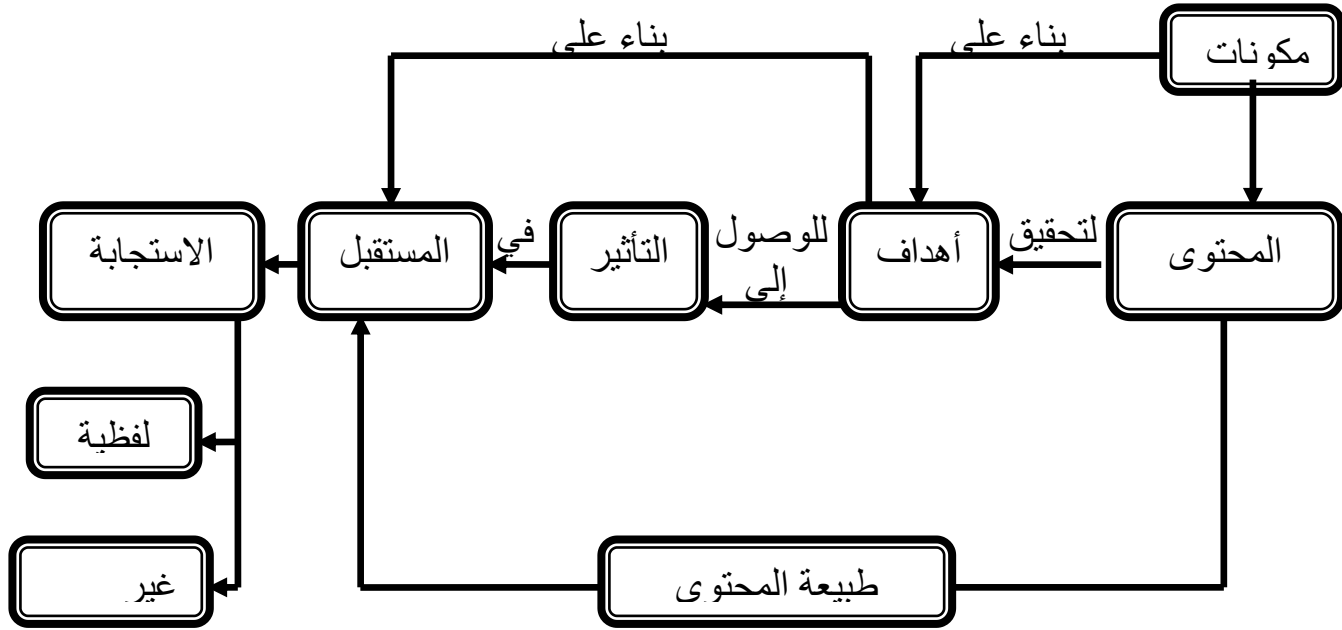 مكونات
بناء على
بناء على
المحتوى
لتحقيق
أهداف
للوصول
إلى
التأثير
في
المستقبل
الاستجابة
لفظية
غير
طبيعة المحتوى